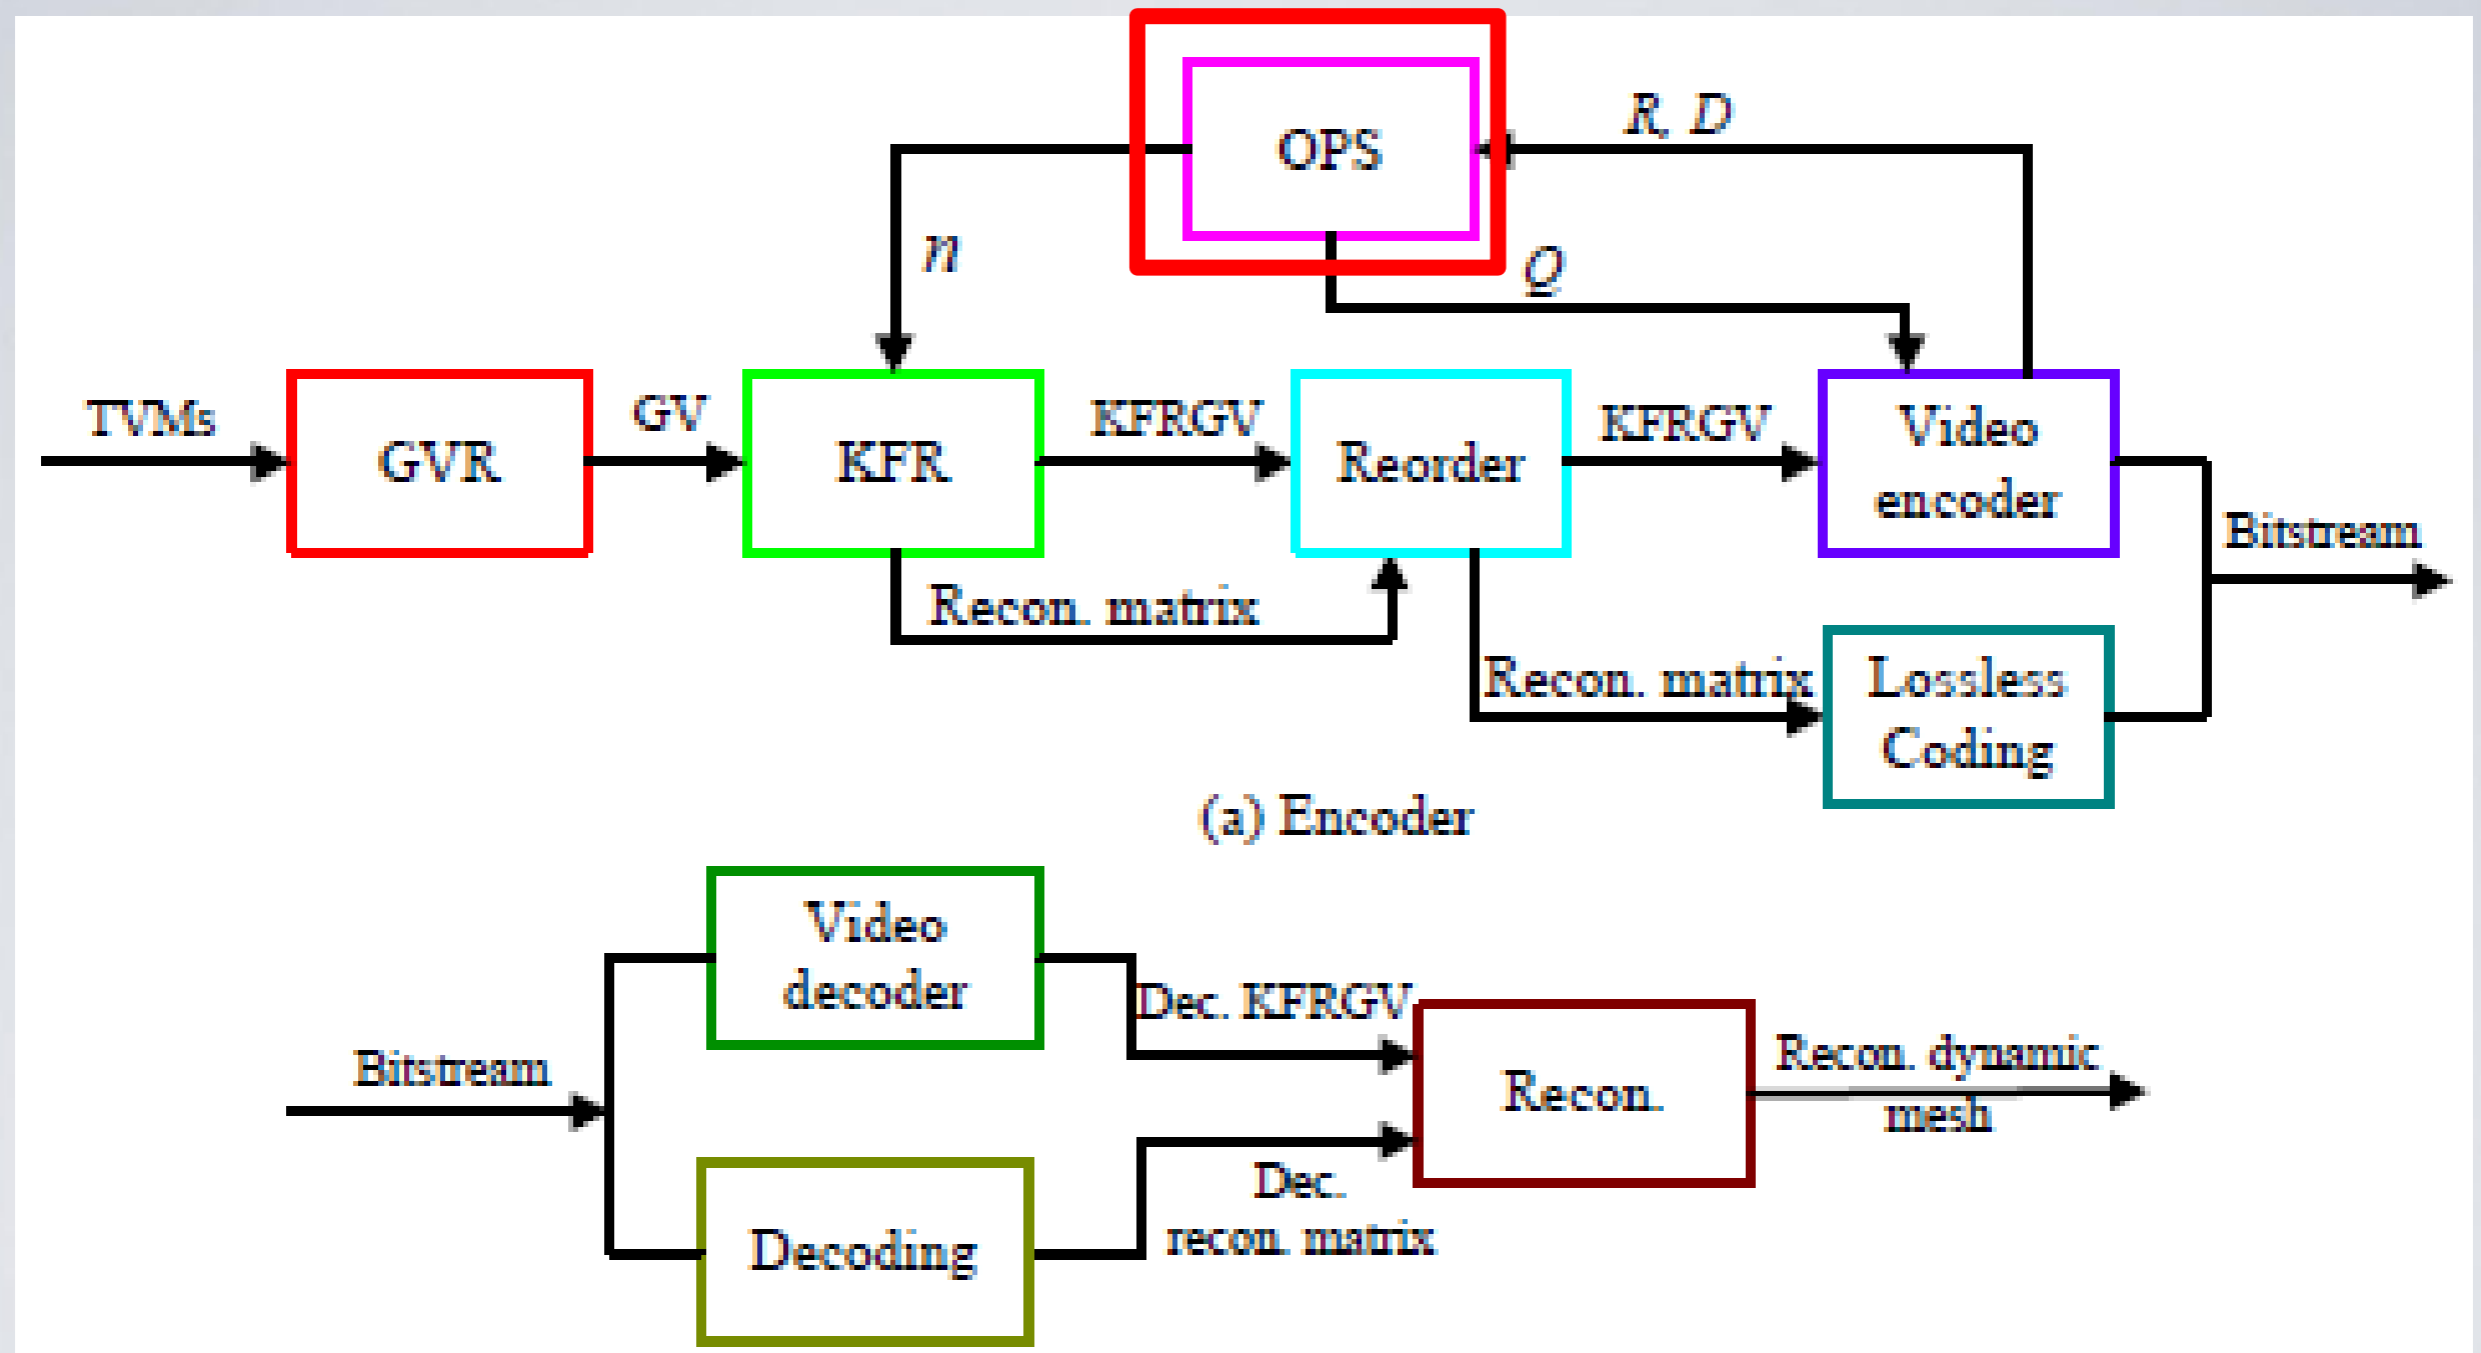 OPS
R, D
n
Q
TVMs
GVR
GV
KFR
KFRGV
Reorder
KFRGV
Video
encoder
Bitstream
Recon. matrix
Recon. matrix
Lossless
Coding
(a) Encoder
Video
decoder
Dec. KFRGV
Bitstream
Recon.
Recon. dynamic
mesh
Decoding
Dec.
recon. matrix